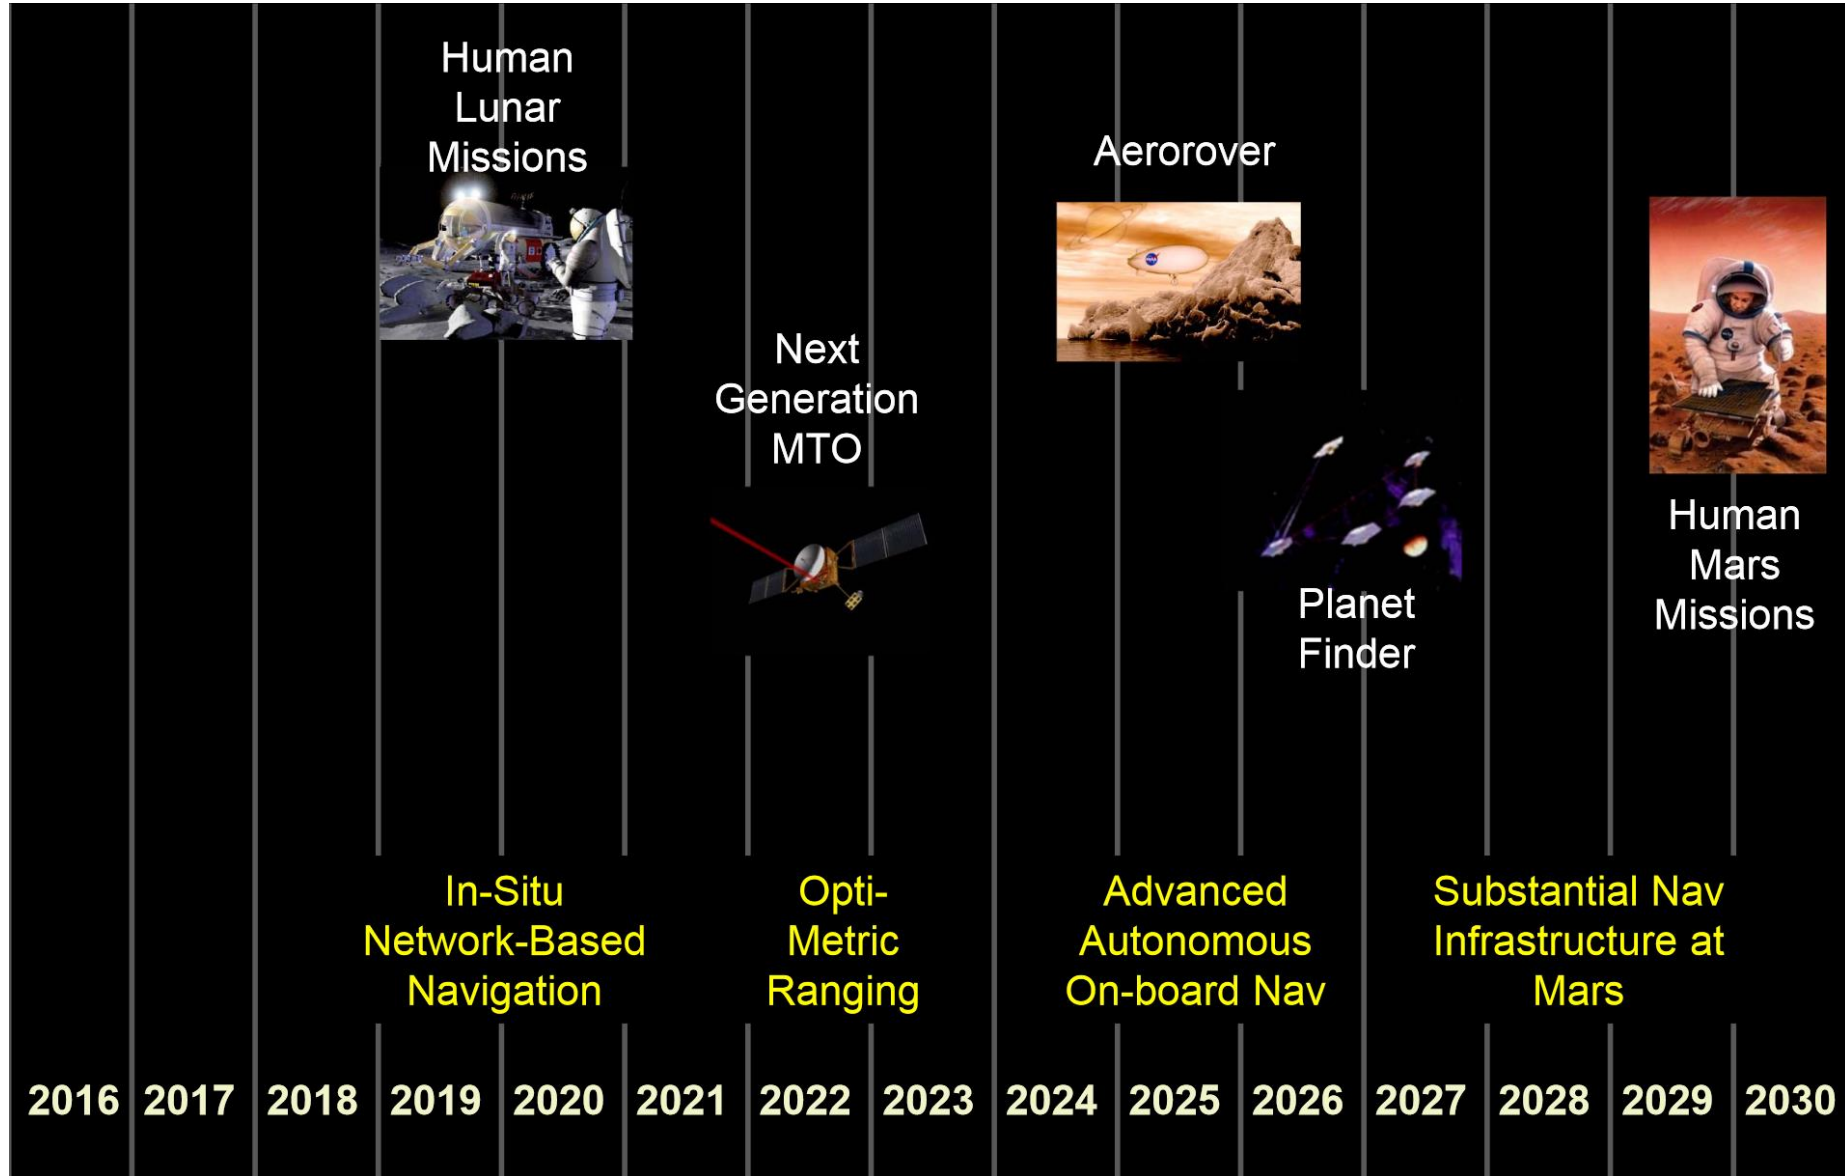 Human
Lunar
Missions
Aerorover
Next
Generation
MTO
Human
Mars
Missions
Planet
Finder
In-Situ
Network-Based
Navigation
Opti-
Metric
Ranging
Advanced
Autonomous
On-board Nav
Substantial Nav
Infrastructure at
Mars
2016 2017 2018 2019 2020 2021 2022 2023 2024 2025 2026 2027 2028 2029 2030